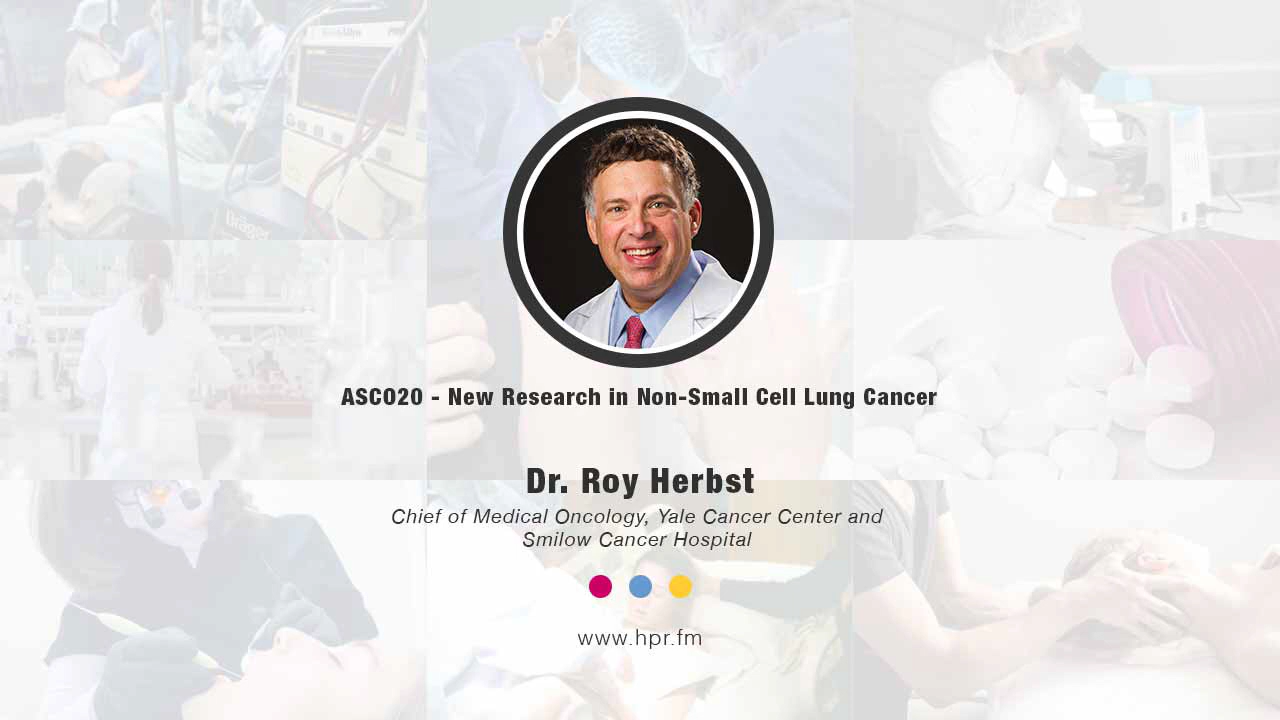 Dräger
ASCO20 - New Research in Non-Small Cell Lung Cancer
Dr. Roy Herbst
Chief of Medical Oncology, Yale Cancer Center and
Smilow Cancer Hospital
www.hpr.fm